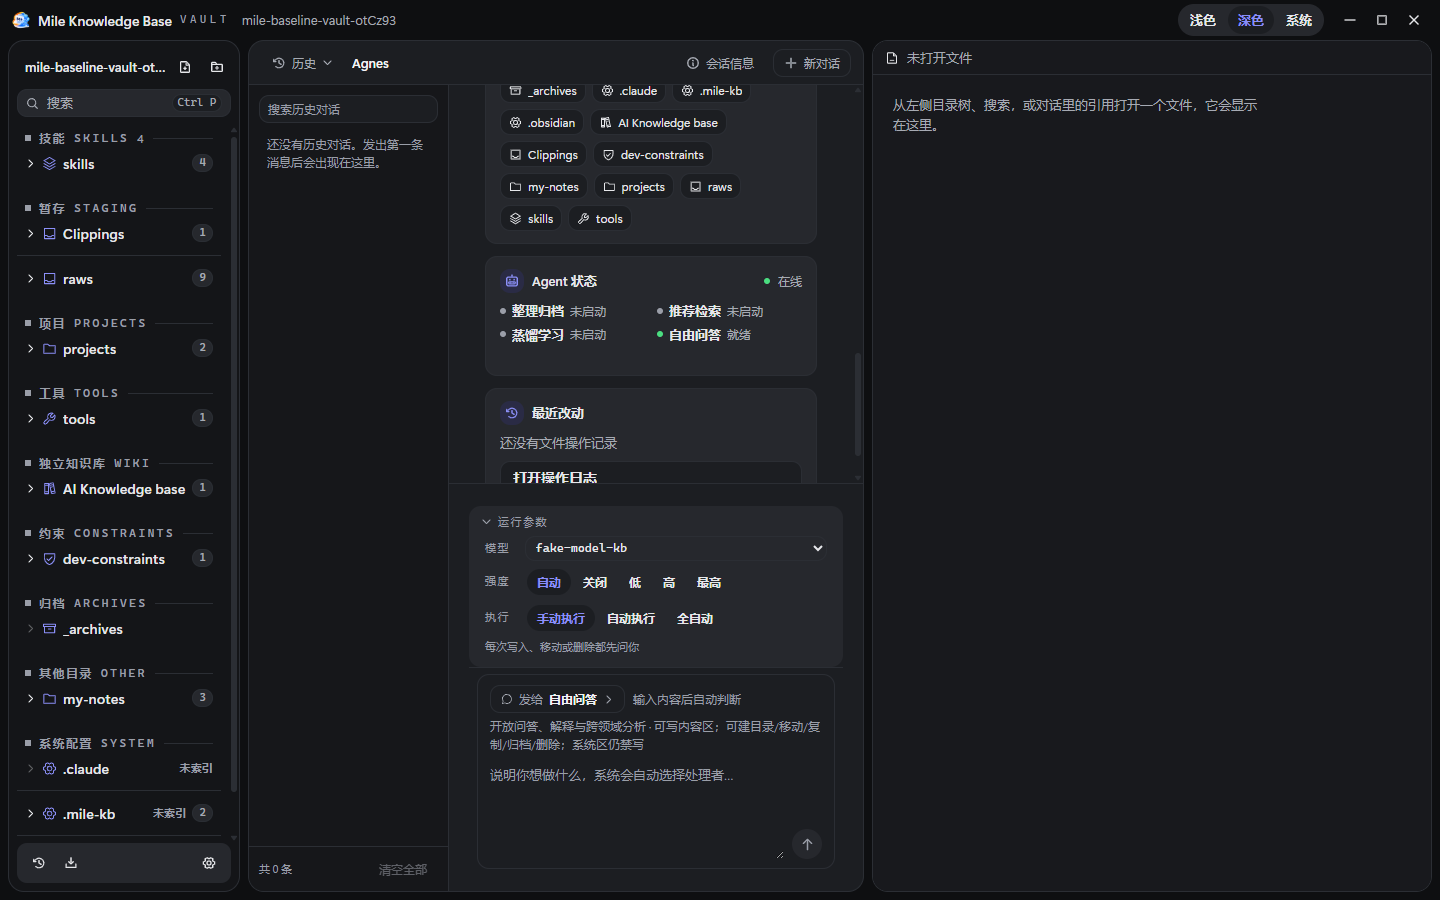 Mile Knowledge Base VAULT mile-baseline-vault-otCz93
浅色 深色 系统
mile-baseline-vault-ot...
搜索 Ctrl P
技能 SKILLS 4
skills 4
暂存 STAGING
Clippings 1
raws 9
项目 PROJECTS
projects 2
工具 TOOLS
tools 1
独立知识库 WIKI
AI Knowledge base 1
约束 CONSTRAINTS
dev-constraints 1
归档 ARCHIVES
_archives
其他目录 OTHER
my-notes 3
系统配置 SYSTEM
.claude 未索引
.mile-kb 未索引 2
历史 Agnes 会话信息 新对话
搜索历史对话
还没有历史对话。发出第一条
消息后会出现在这里。
共 0 条 清空全部
_archives .claude .mile-kb
.obsidian AI Knowledge base
Clippings dev-constraints
my-notes projects raws
skills tools
Agent 状态 在线
整理归档 未启动 推荐检索 未启动
蒸馏学习 未启动 自由问答 就绪
最近改动
还没有文件操作记录
打开操作日志
运行参数
模型 fake-model-kb
强度 自动 关闭 低 高 最高
执行 手动执行 自动执行 全自动
每次写入、移动或删除都先问你
发给 自由问答 输入内容后自动判断
开放问答、解释与跨领域分析 · 可写内容区；可建目录/移动/复
制/归档/删除；系统区仍禁写
说明你想做什么，系统会自动选择处理者...
未打开文件
从左侧目录树、搜索，或对话里的引用打开一个文件，它会显示
在这里。